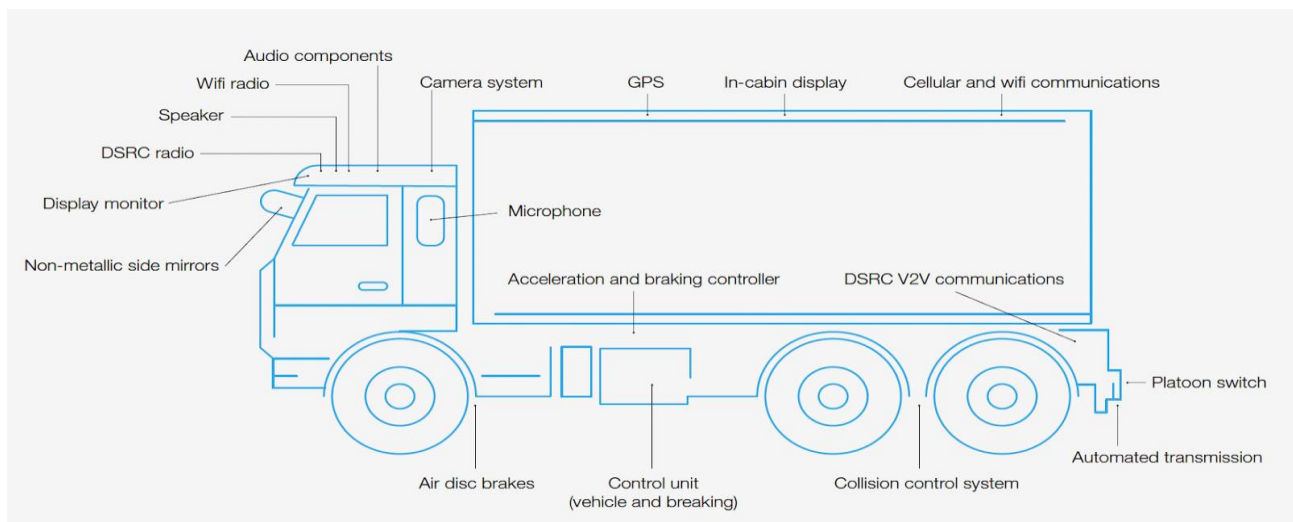 Audio components
Wifi radio
Camera system
GPS
In-cabin display
Cellular and wifi communications
Speaker
DSRC radio
Display monitor
Microphone
Non-metallic side mirrors
Acceleration and braking controller
DSRC V2V communications
Platoon switch
Automated transmission
Air disc brakes
Control unit
(vehicle and breaking)
Collision control system